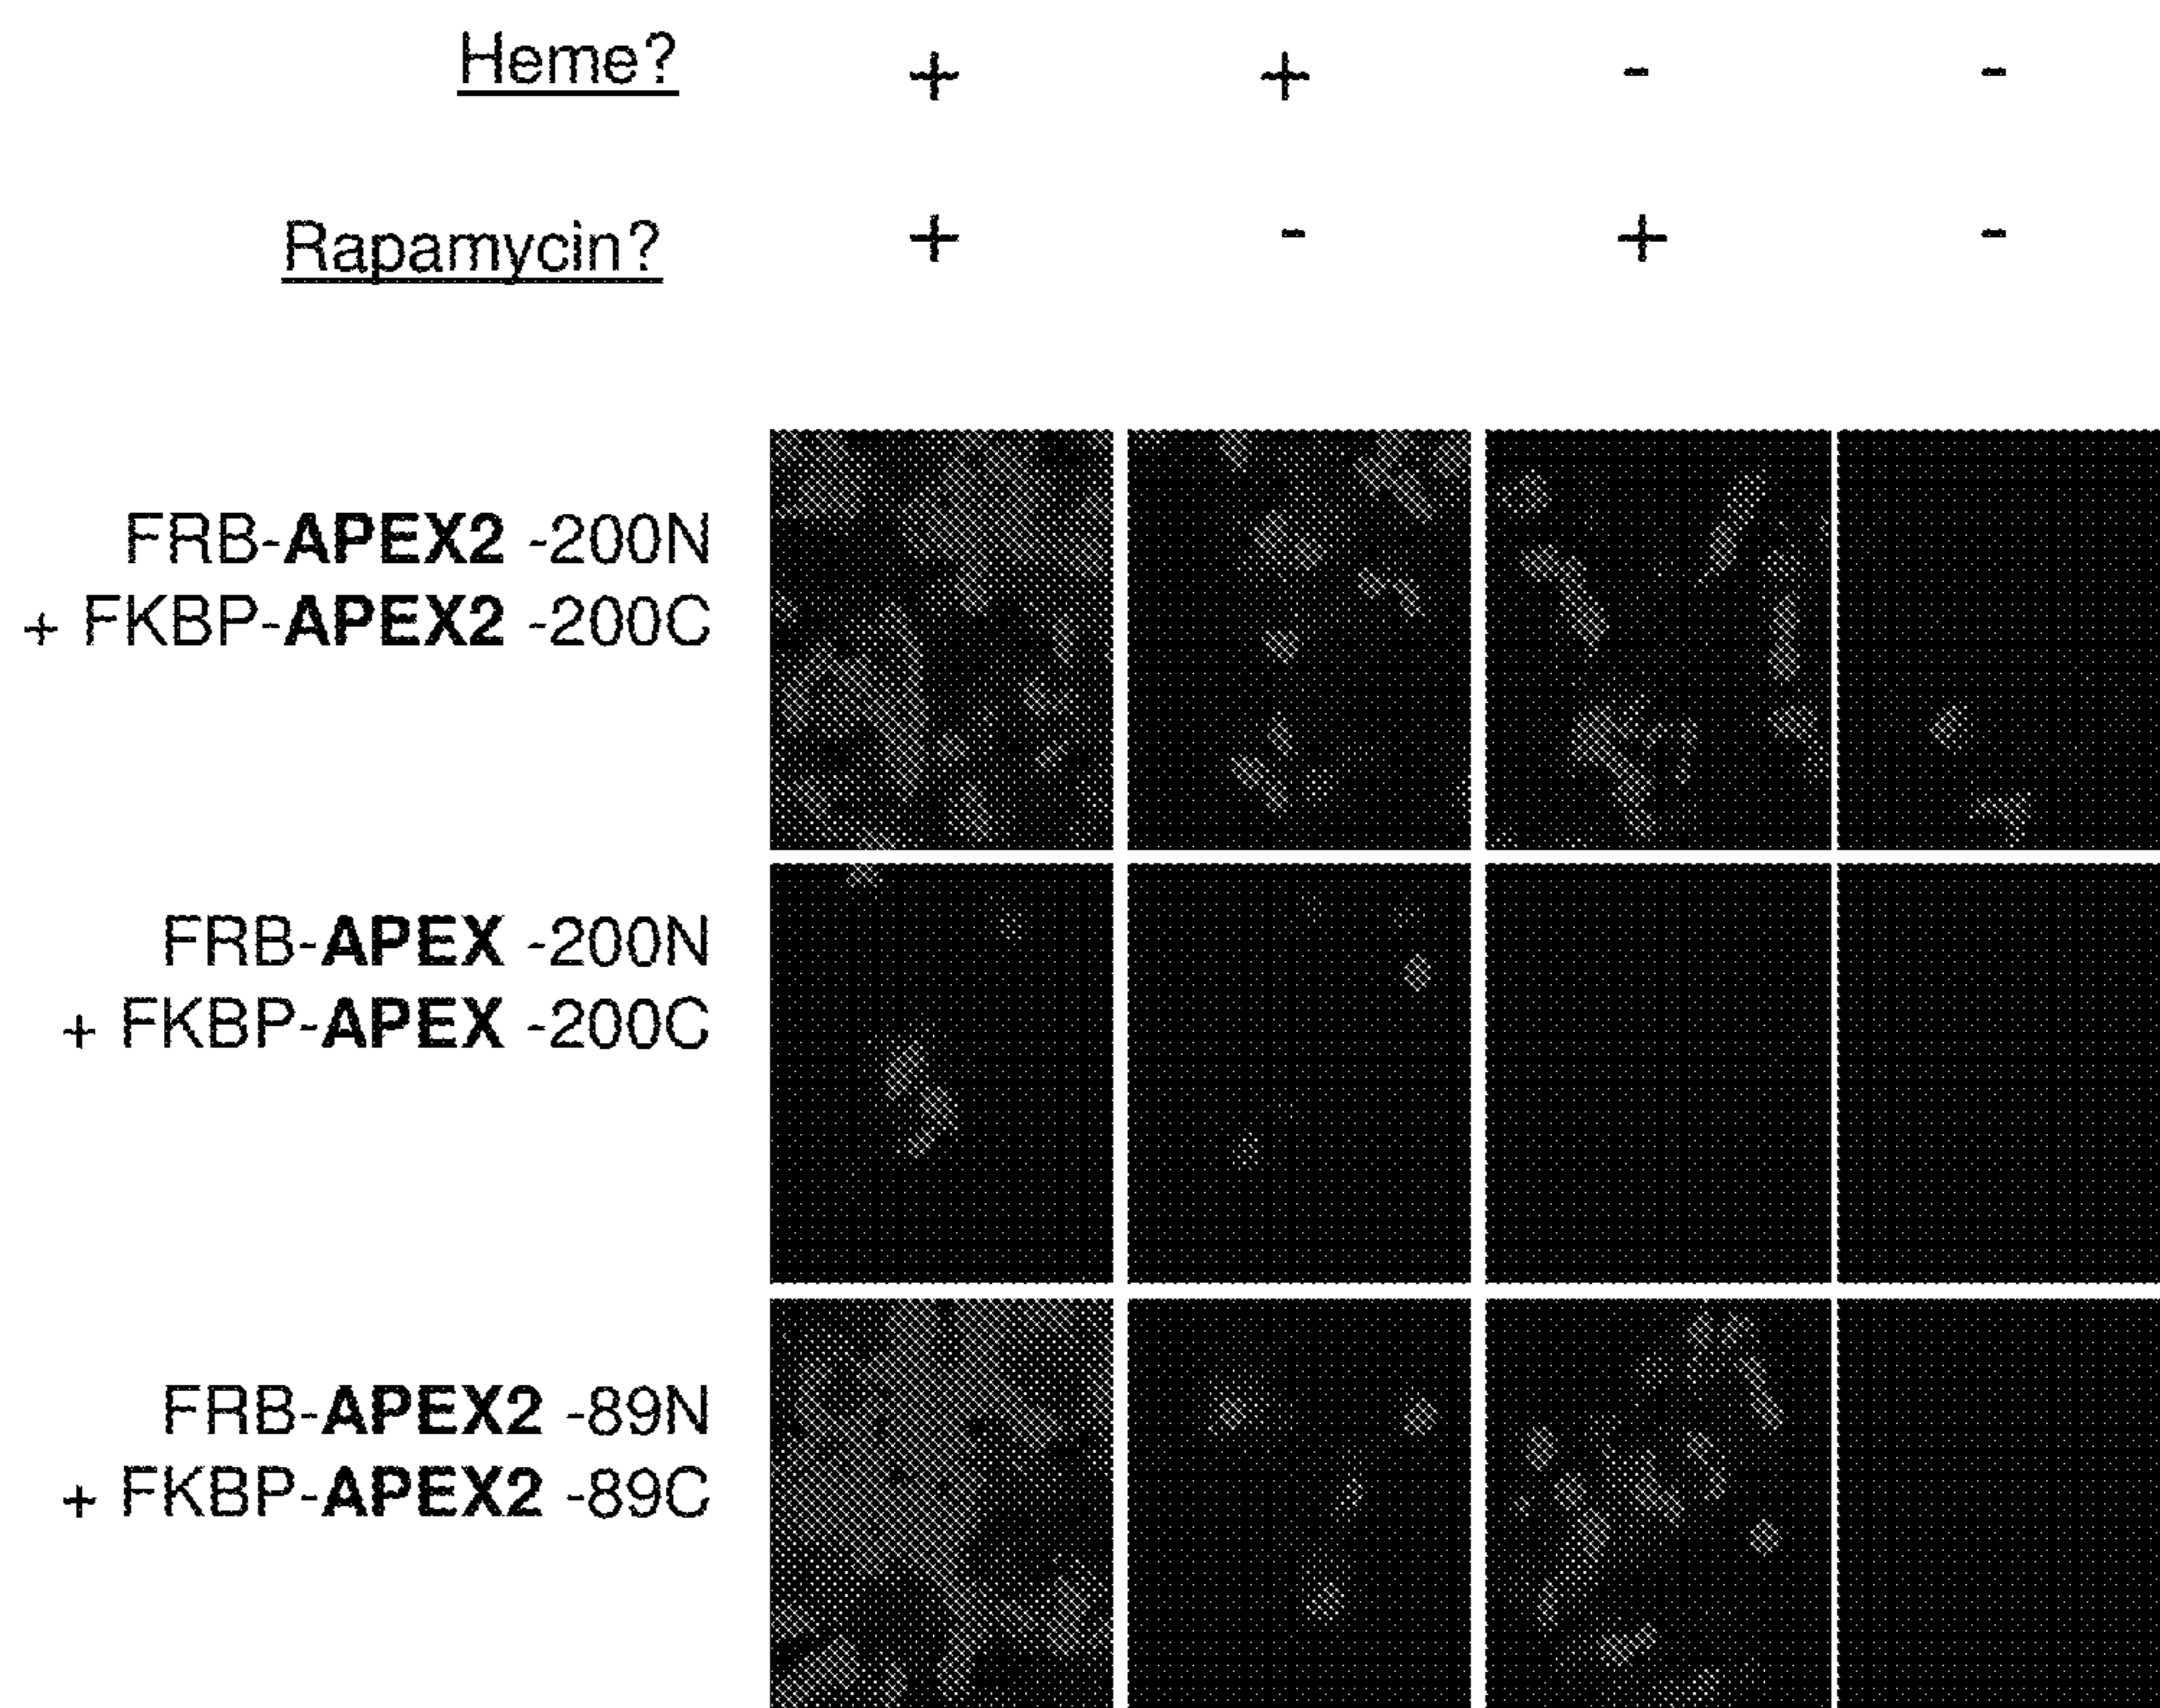 Heme? + + - -
Rapamycin? + - + -
FRB-APEX2 -200N
+ FKBP-APEX2 -200C
FRB-APEX -200N
+ FKBP-APEX -200C
FRB-APEX2 -89N
+ FKBP-APEX2 -89C